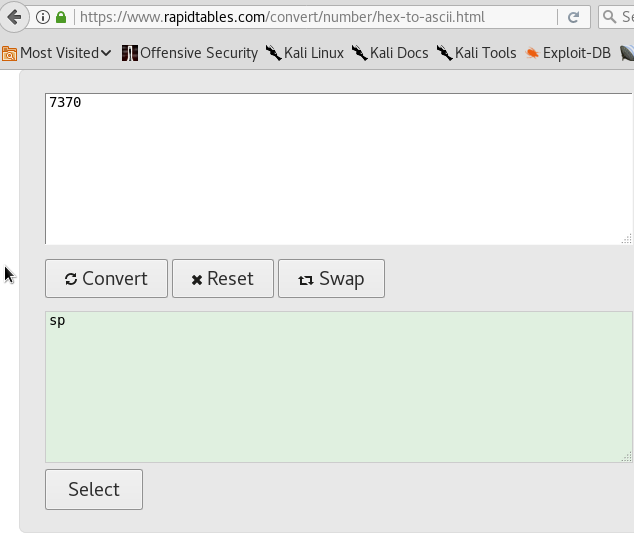 https://www.rapidtables.com/convert/number/hex-to-ascii.html
Most Visited Offensive Security Kali Linux Kali Docs Kali Tools Exploit-DB
7370
Convert Reset Swap
sp
Select